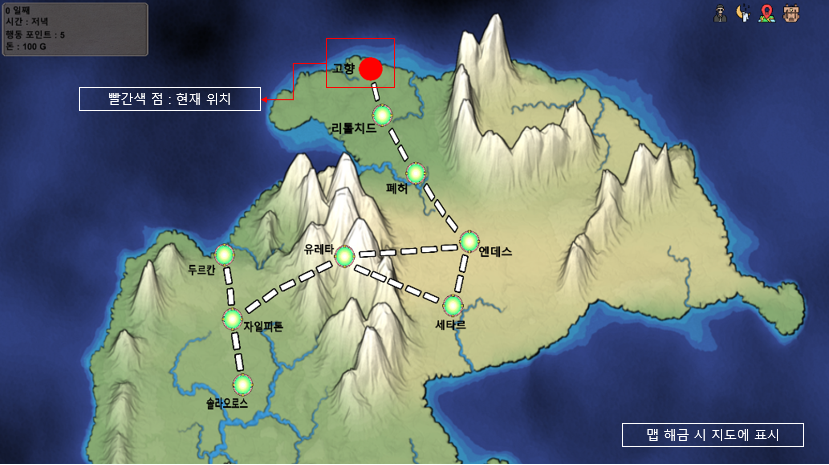 0 일째
시간 : 저녁
행동 포인트 : 5
돈 : 100 G
고향
빨간색 점 : 현재 위치
리틀치드
폐허
유레타
엔데스
두르칸
자일피톤
세타르
솔라오로스
맵 해금 시 지도에 표시